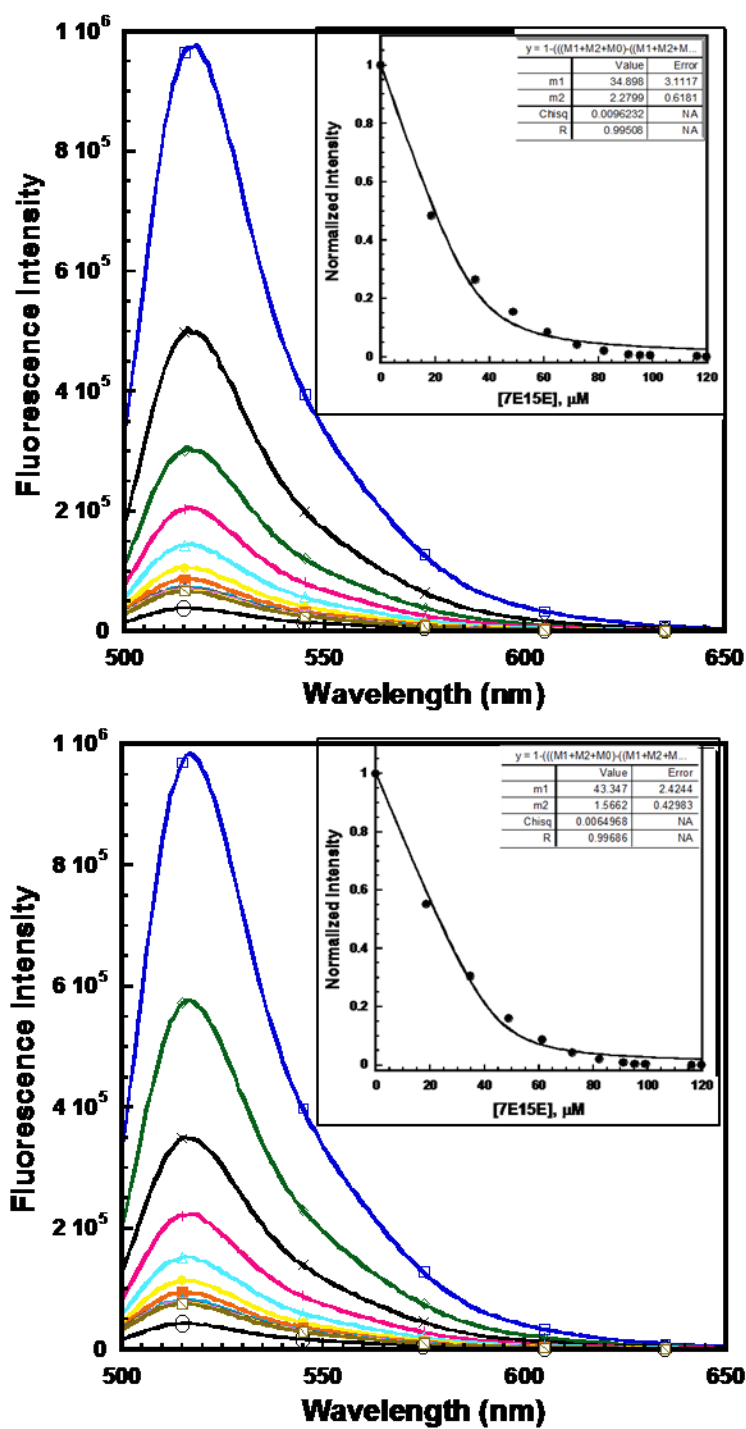 1 10⁶
8 10⁵
6 10⁵
4 10⁵
2 10⁵
0
Fluorescence Intensity
500
550
600
650
Wavelength (nm)
y = 1-(((M1+M2+M0)-((M1+M2+M...
Value Error
m1 34.898 3.1117
m2 2.2799 0.6181
Chisq 0.0096232 NA
R 0.99508 NA
1
0.8
0.6
0.4
0.2
0
Normalized Intensity
0 20 40 60 80 100 120
[7E15E], µM
1 10⁶
8 10⁵
6 10⁵
4 10⁵
2 10⁵
0
Fluorescence Intensity
500
550
600
650
Wavelength (nm)
y = 1-(((M1+M2+M0)-((M1+M2+M...
Value Error
m1 43.347 2.4244
m2 1.5662 0.42983
Chisq 0.0064968 NA
R 0.99686 NA
1
0.8
0.6
0.4
0.2
0
Normalized Intensity
0 20 40 60 80 100 120
[7E15E], µM